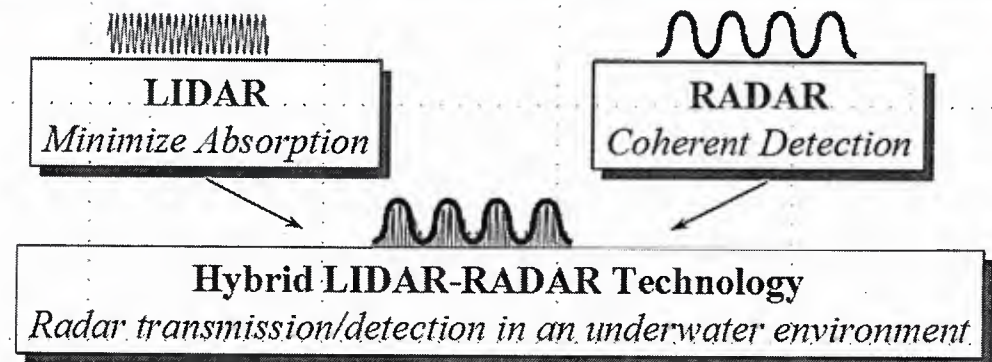 LIDAR
Minimize Absorption
RADAR
Coherent Detection
Hybrid LIDAR-RADAR Technology
Radar transmission/detection in an underwater environment